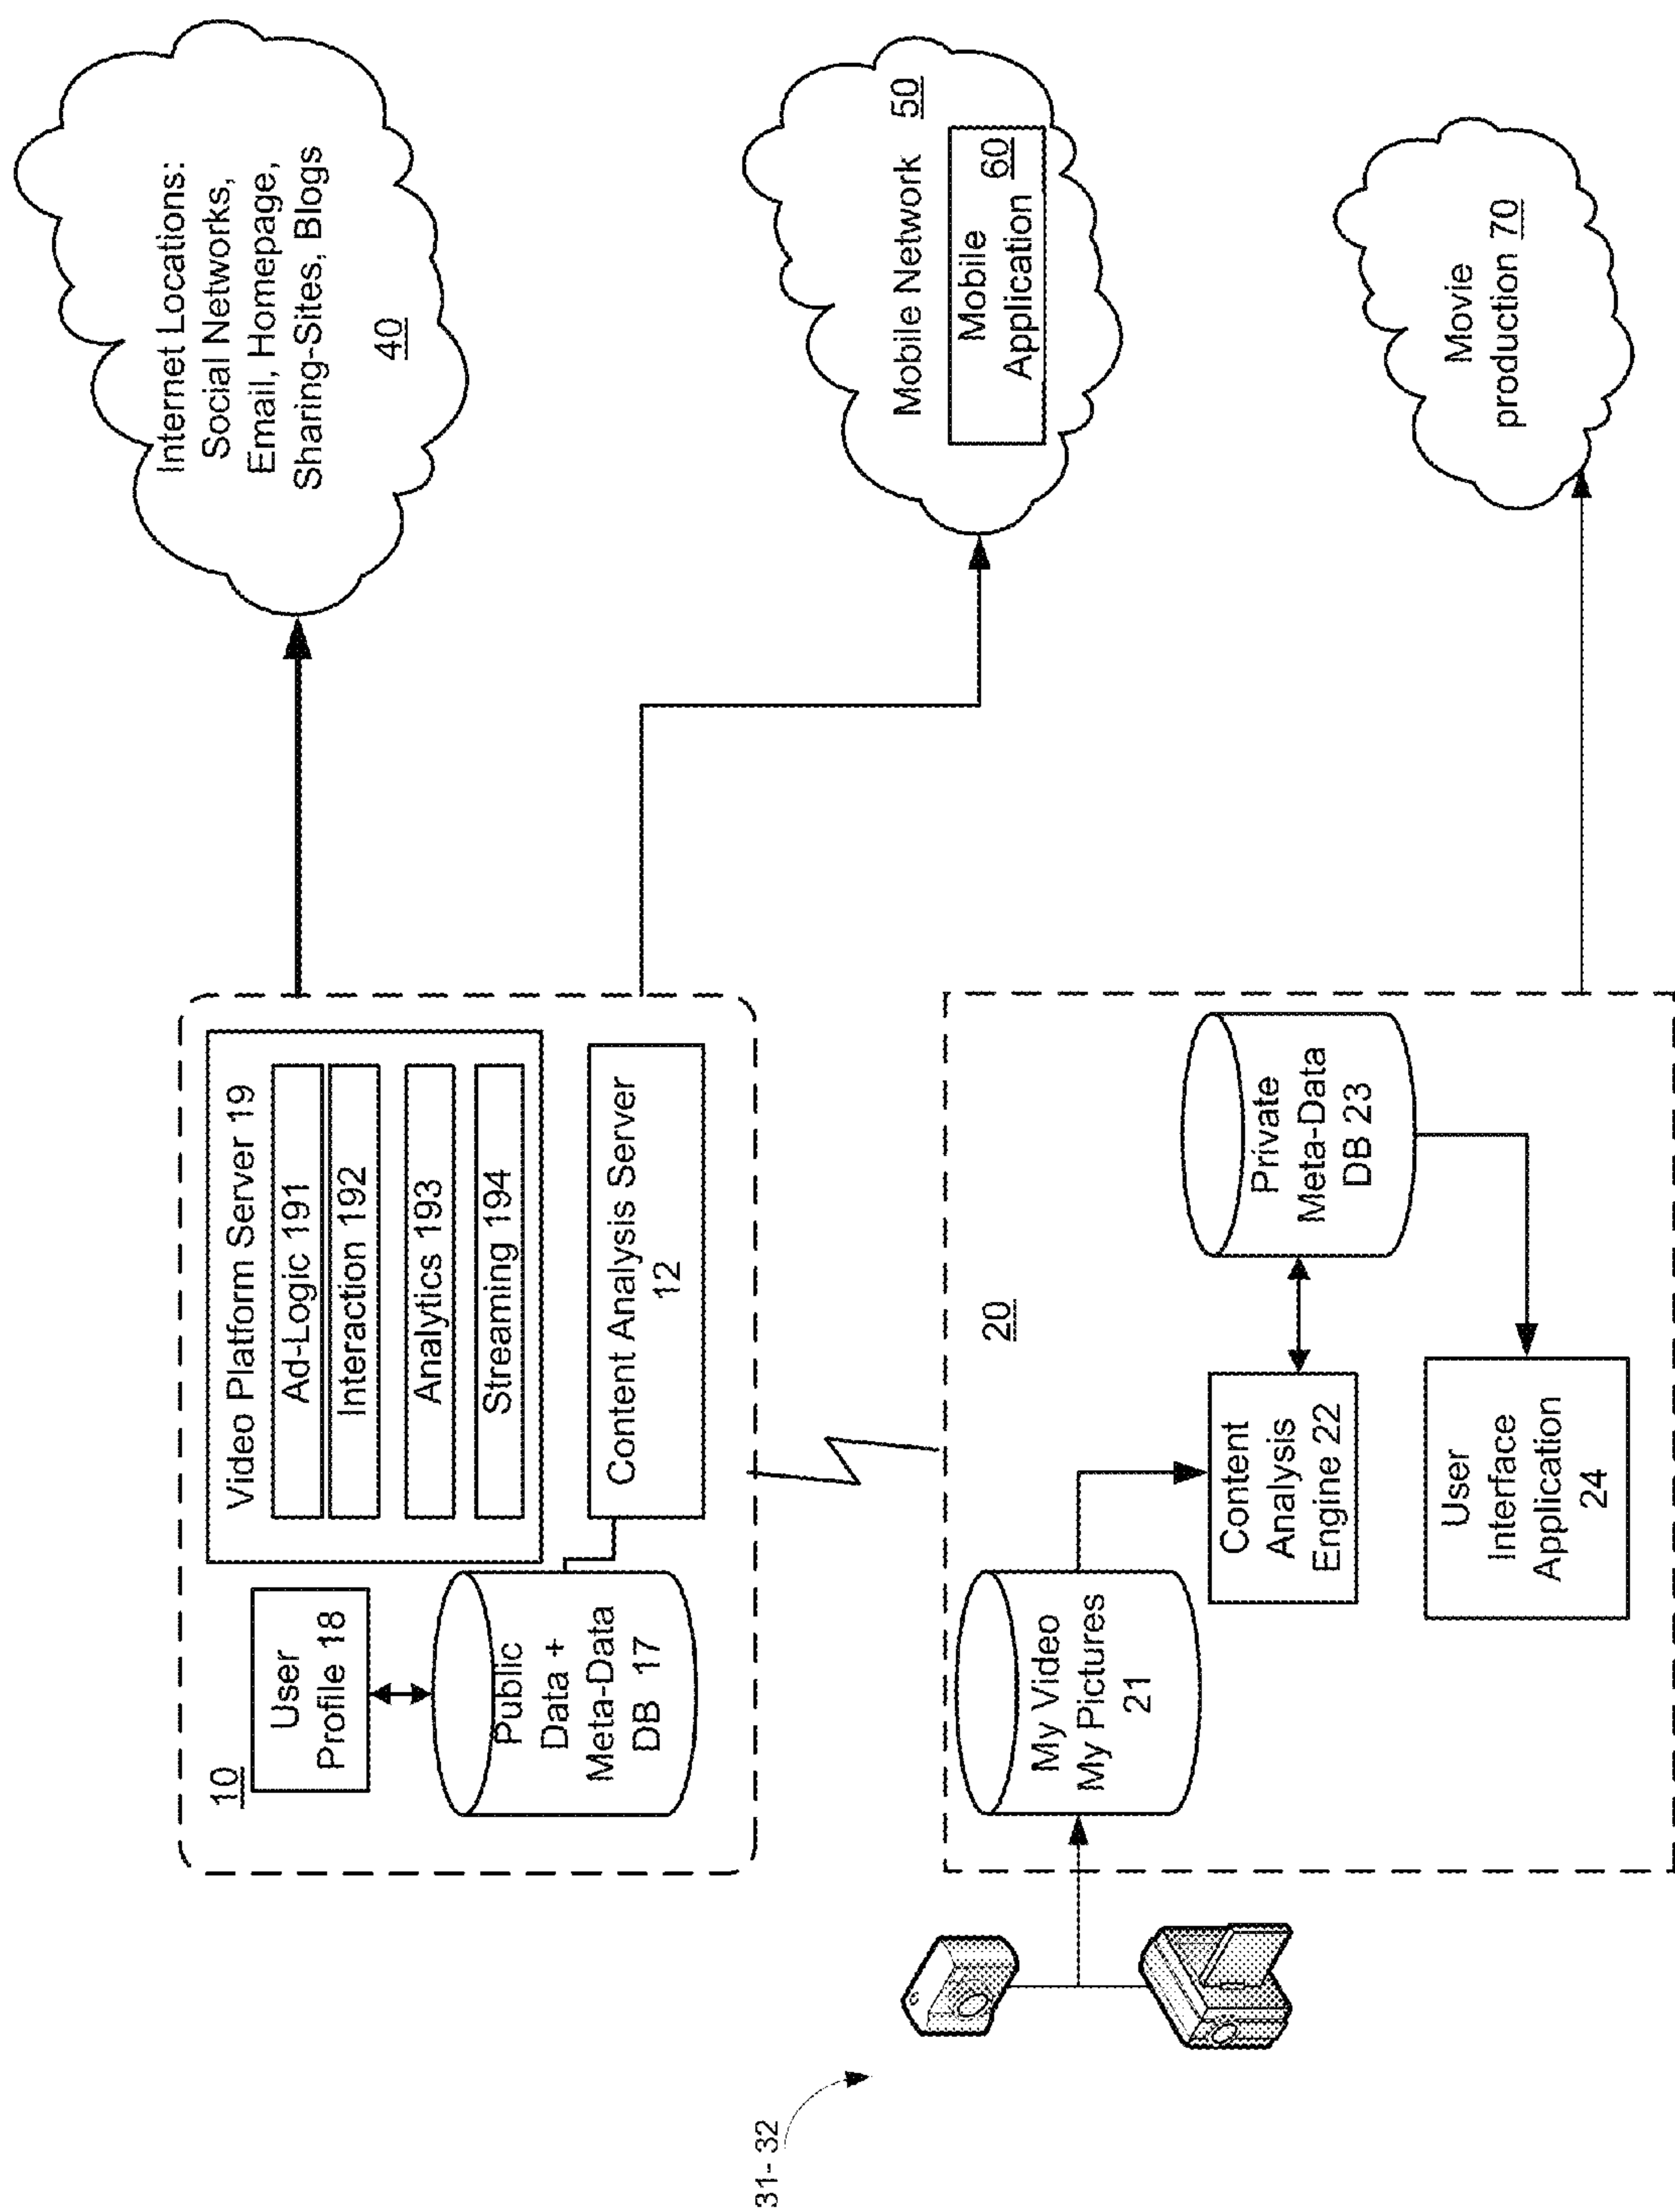 10
User
Profile 18
Public
Data +
Meta-Data
DB 17
Video Platform Server 19
Ad-Logic 191
Interaction 192
Analytics 193
Streaming 194
Content Analysis Server
12
Internet Locations:
Social Networks,
Email, Homepage,
Sharing-Sites, Blogs
40
Mobile Network 50
Mobile
Application 60
31-32
20
My Video
My Pictures
21
Content
Analysis
Engine 22
Private
Meta-Data
DB 23
User
Interface
Application
24
Movie
production 70